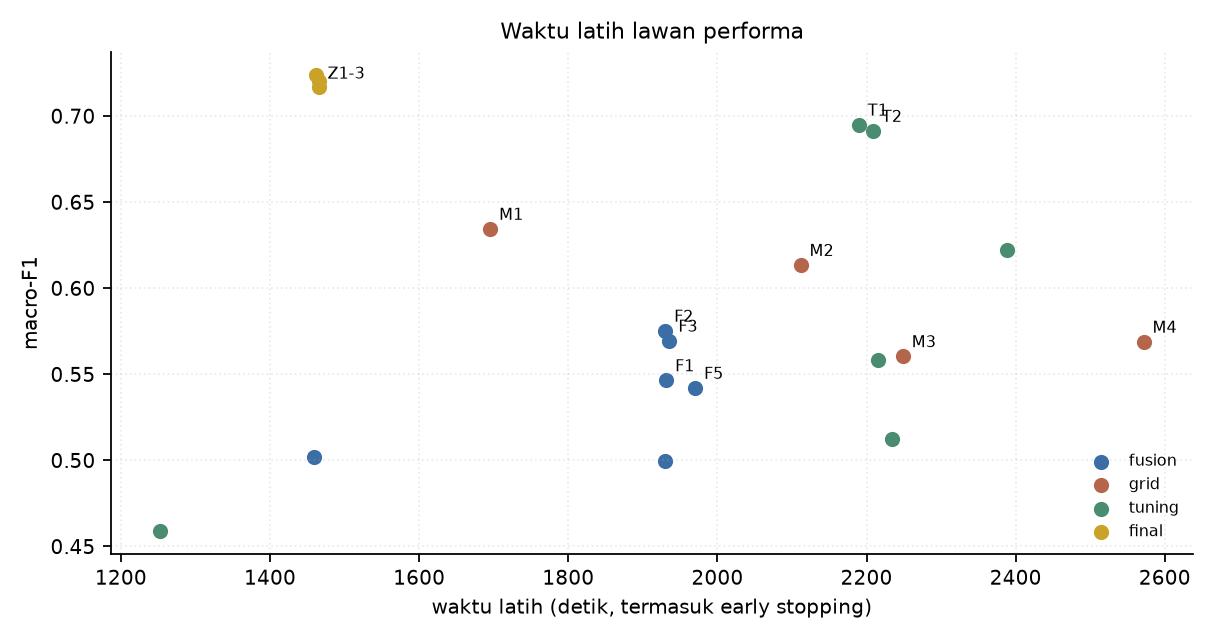 Waktu latih lawan performa
macro-F1
0.70
0.65
0.60
0.55
0.50
0.45
Z1-3
T1
T2
M1
M2
F2
F3
M4
M3
F1
F5
fusion
grid
tuning
final
1200 1400 1600 1800 2000 2200 2400 2600
waktu latih (detik, termasuk early stopping)